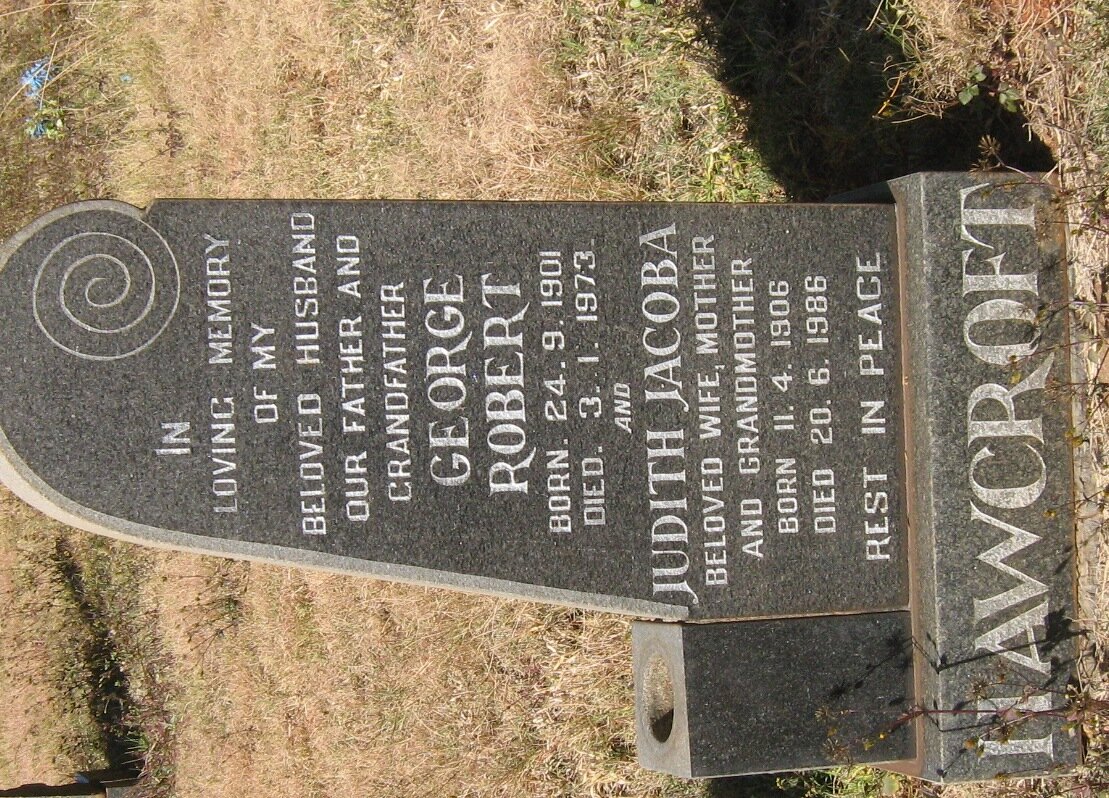 IN
LOVING MEMORY
OF MY
BELOVED HUSBAND
OUR FATHER AND
GRANDFATHER
GEORGE
ROBERT
BORN. 24. 9. 1901
DIED. 3. 1. 1973.
AND
JUDITH JACOBA
BELOVED WIFE, MOTHER
AND GRANDMOTHER
BORN 11. 4. 1906
DIED 20. 6. 1986
REST IN PEACE
HAWCROFT